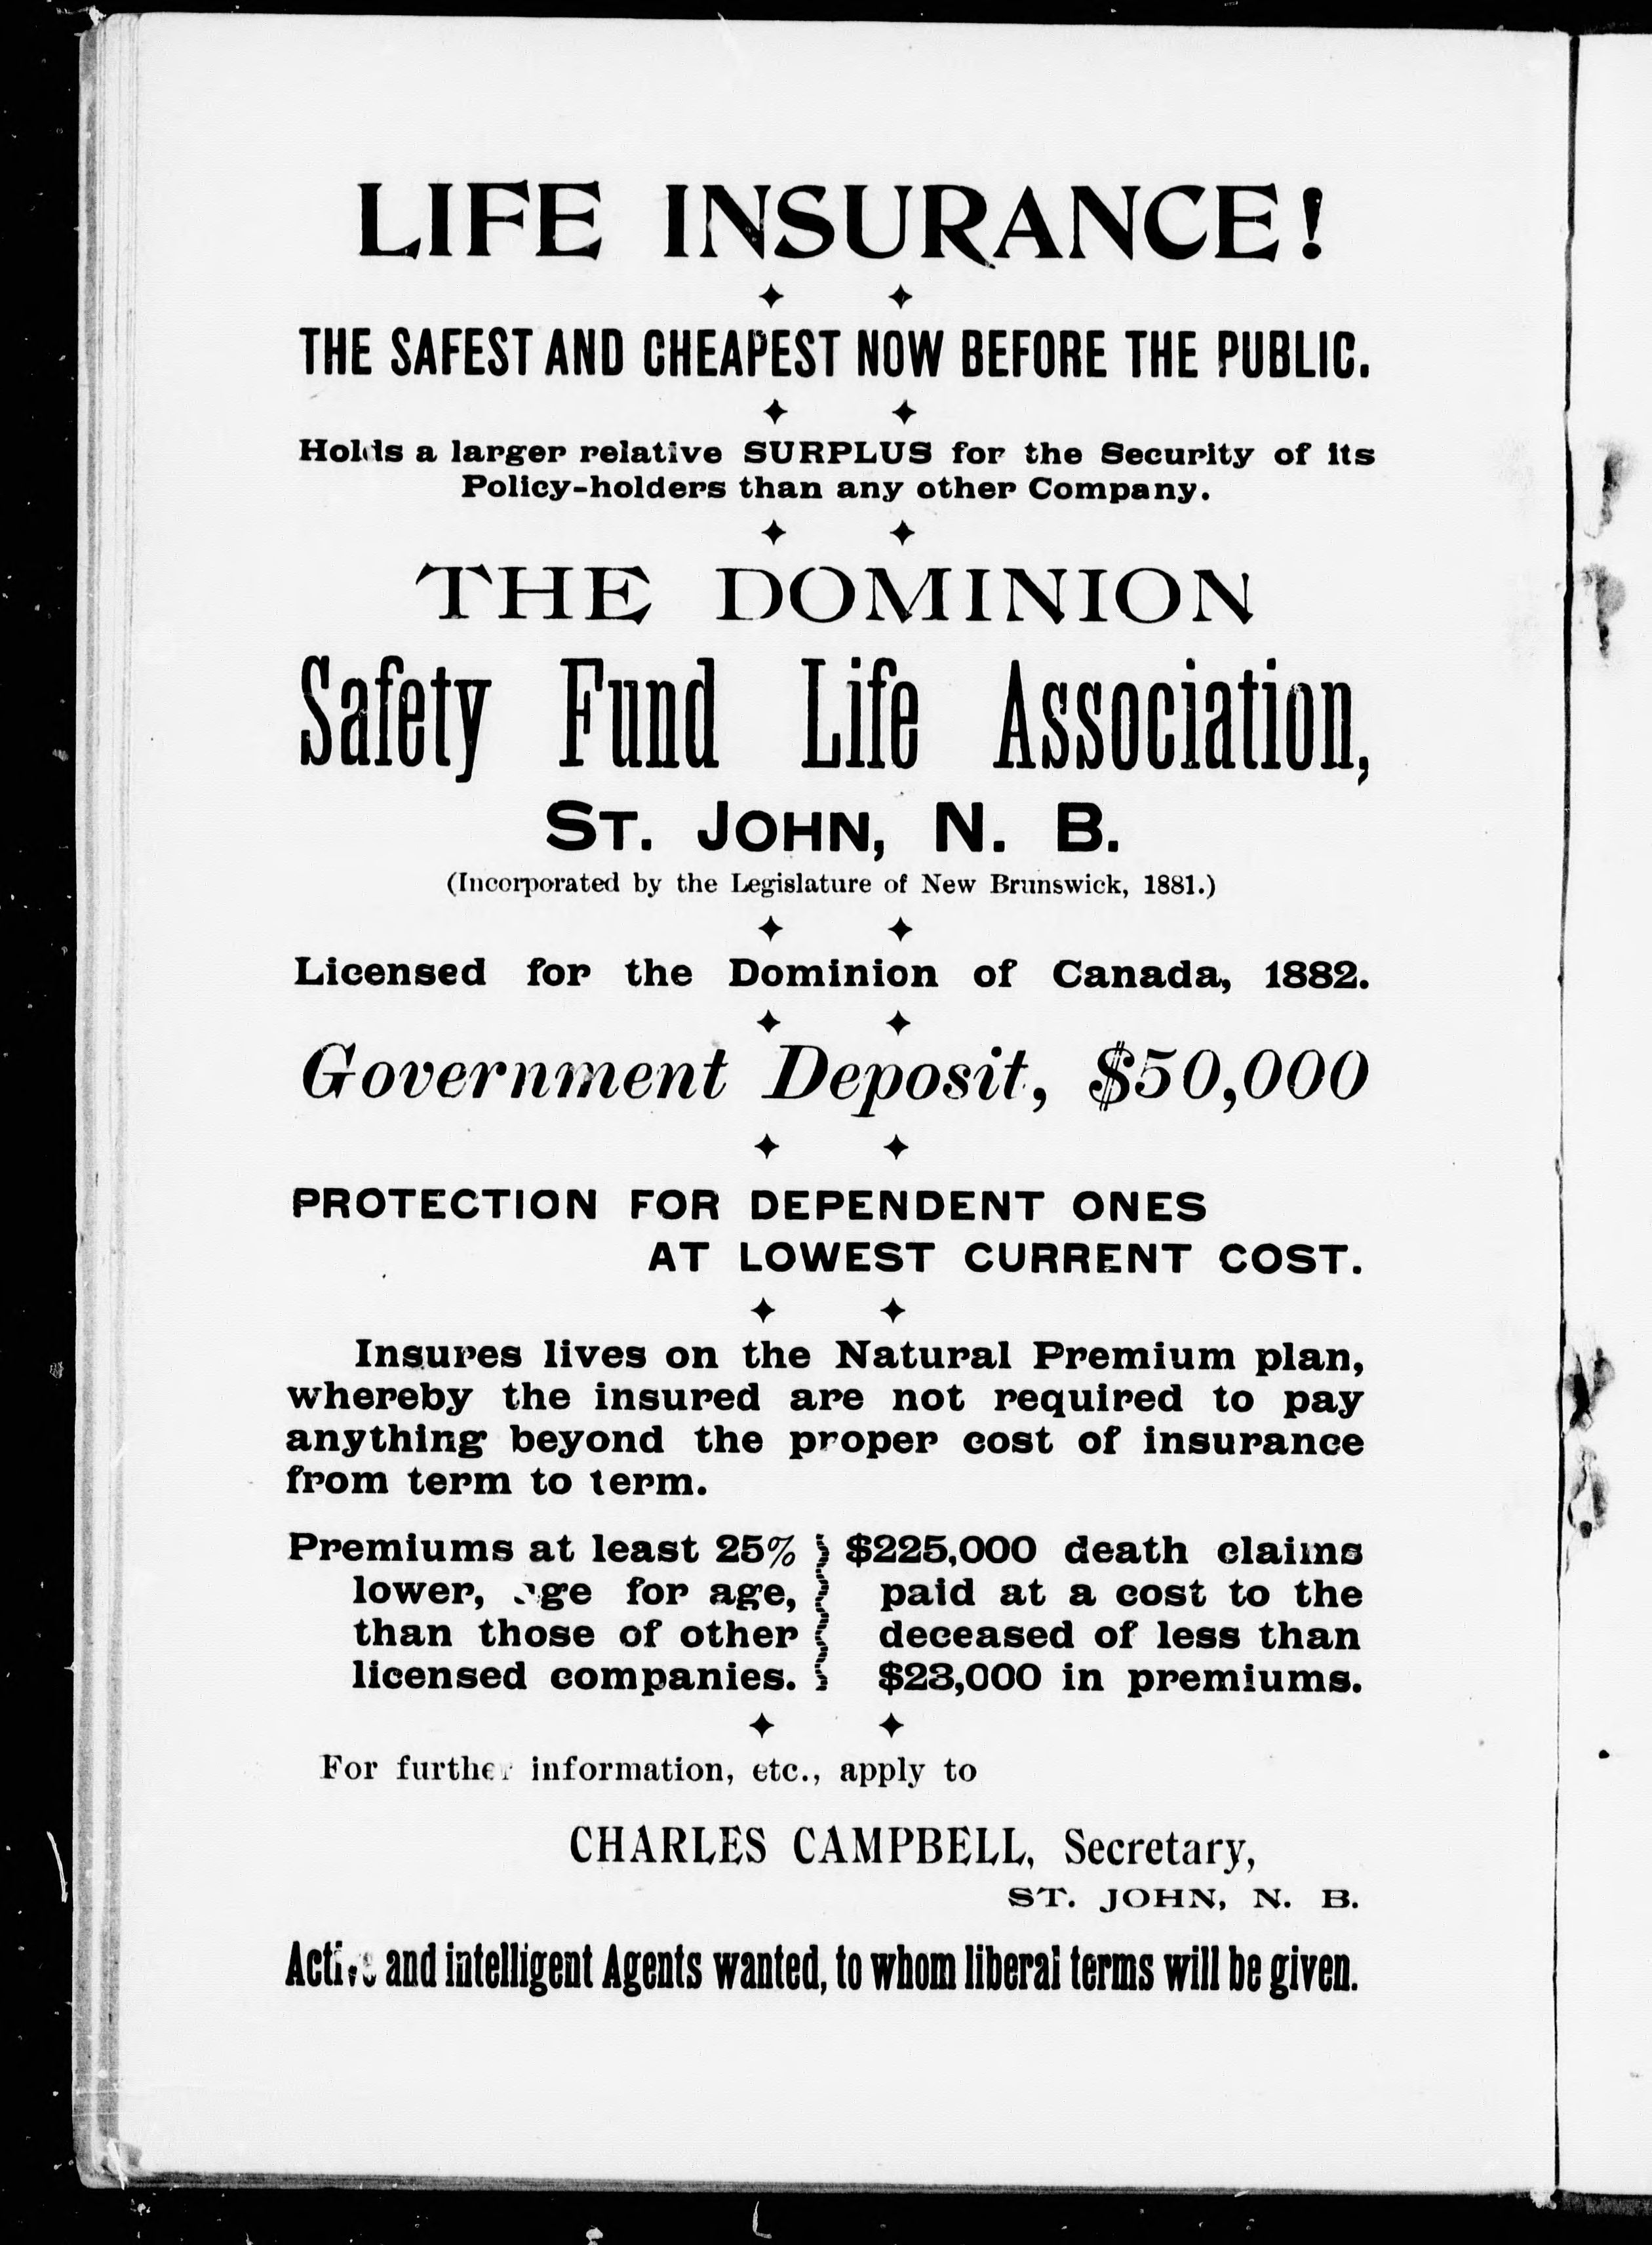 LIFE INSURANCE!
THE SAFEST AND CHEAPEST NOW BEFORE THE PUBLIC.
Holds a larger relative SURPLUS for the Security of its
Policy-holders than any other Company.
THE DOMINION
Safety Fund Life Association,
ST. JOHN, N. B.
(Incorporated by the Legislature of New Brunswick, 1881.)
Licensed for the Dominion of Canada, 1882.
Government Deposit, $50,000
PROTECTION FOR DEPENDENT ONES
AT LOWEST CURRENT COST.
Insures lives on the Natural Premium plan,
whereby the insured are not required to pay
anything beyond the proper cost of insurance
from term to term.
Premiums at least 25%
lower, age for age,
than those of other
licensed companies.
$225,000 death claims
paid at a cost to the
deceased of less than
$23,000 in premiums.
For further information, etc., apply to
CHARLES CAMPBELL, Secretary,
ST. JOHN, N. B.
Active and intelligent Agents wanted, to whom liberal terms will be given.